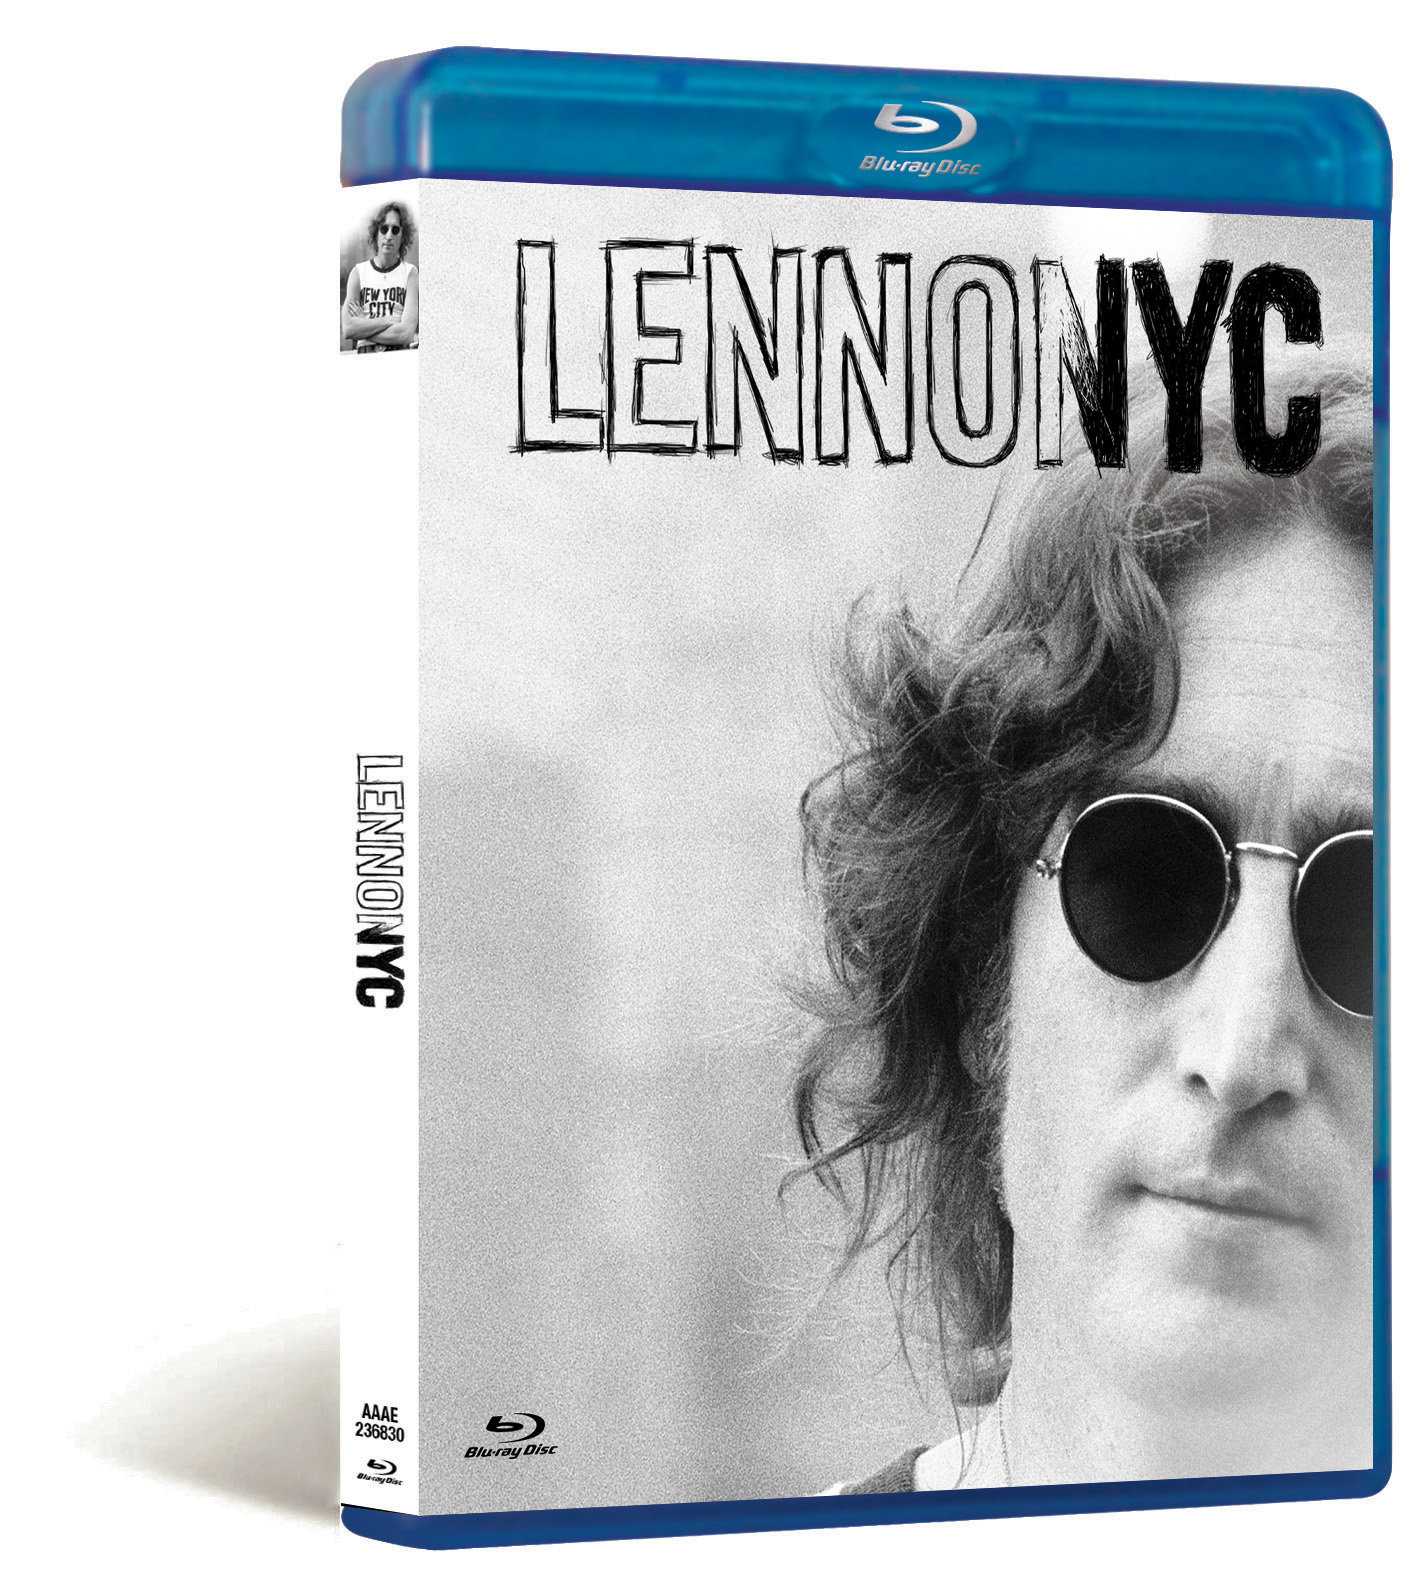 Blu-ray Disc
LENNONYC
NEW YORK
CITY
LENNONYC
AAAE
236830
Blu-ray Disc
Blu-ray Disc